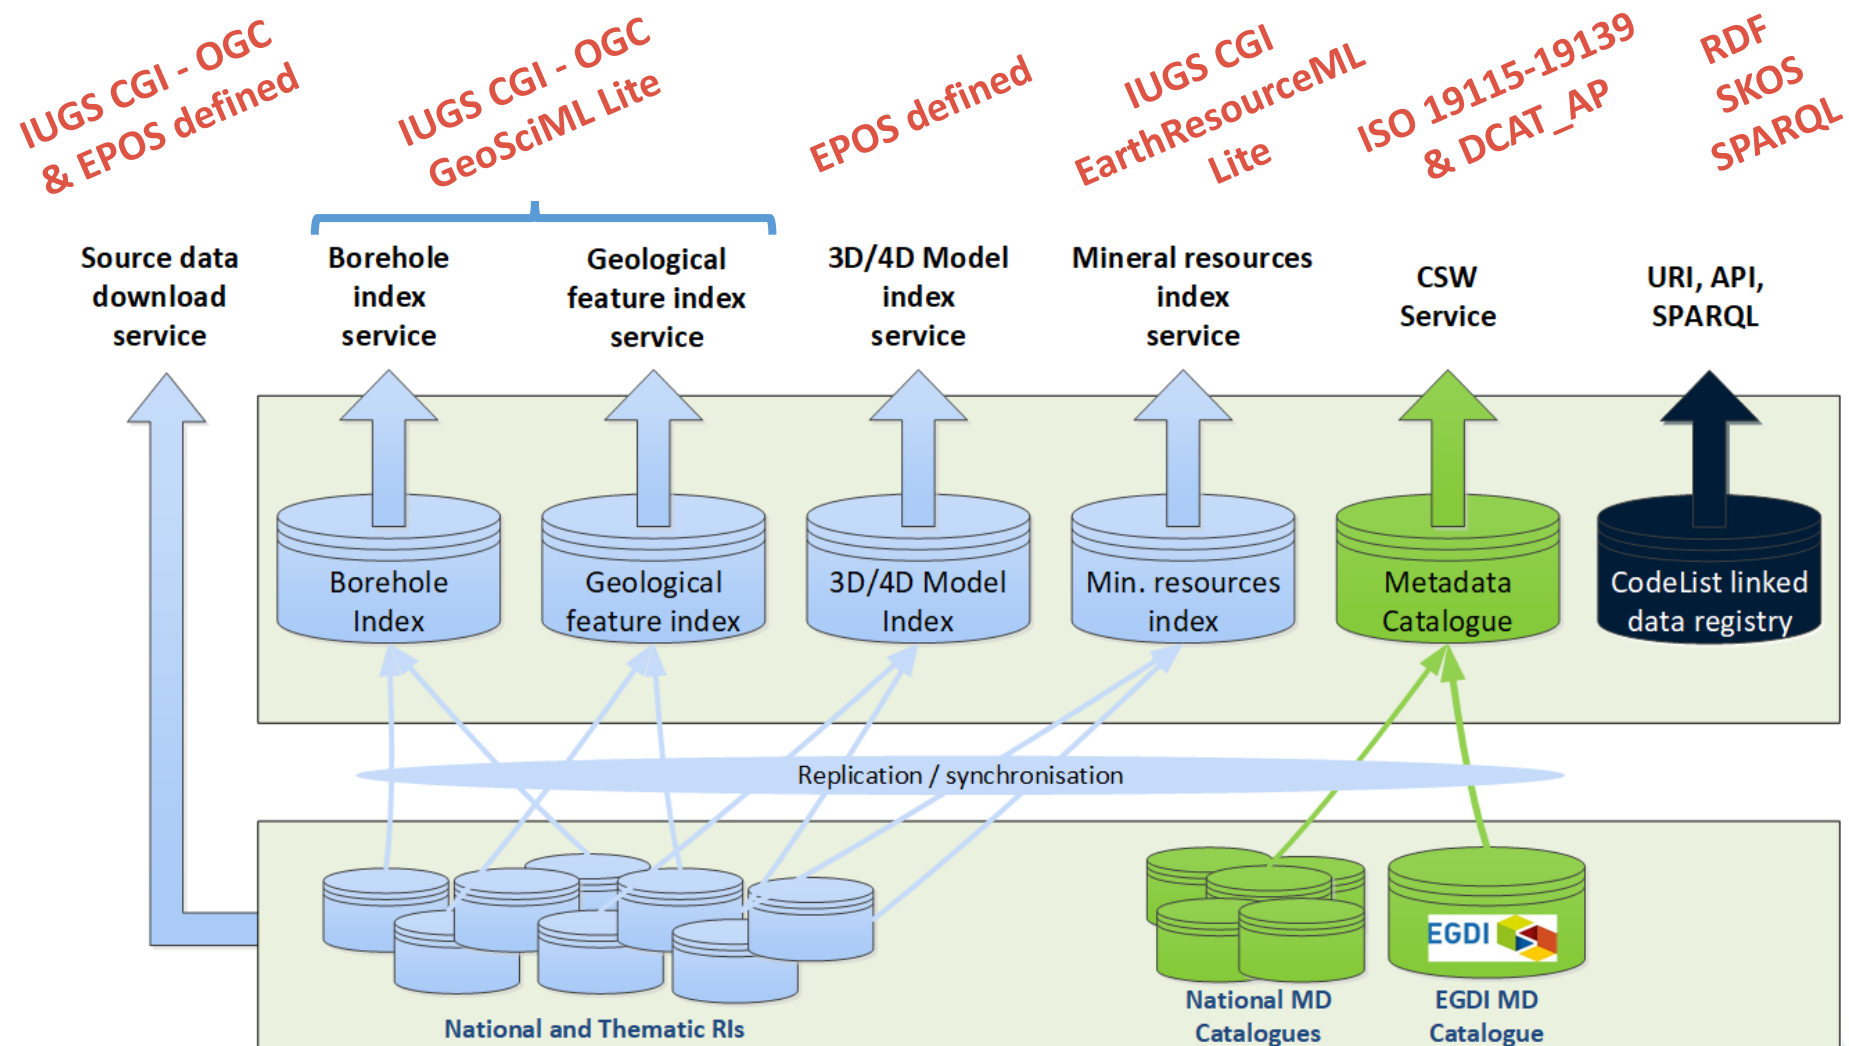 IUGS CGI - OGC
& EPOS defined
IUGS CGI - OGC
GeoSciML Lite
EPOS defined
IUGS CGI
EarthResourceML
Lite
ISO 19115-19139
& DCAT_AP
RDF
SKOS
SPARQL
Source data
download
service
Borehole
index
service
Geological
feature index
service
3D/4D Model
index
service
Mineral resources
index
service
CSW
Service
URI, API,
SPARQL
Borehole
Index
Geological
feature index
3D/4D Model
Index
Min. resources
index
Metadata
Catalogue
CodeList linked
data registry
Replication / synchronisation
EGDI
National and Thematic RIs
National MD
Catalogues
EGDI MD
Catalogue